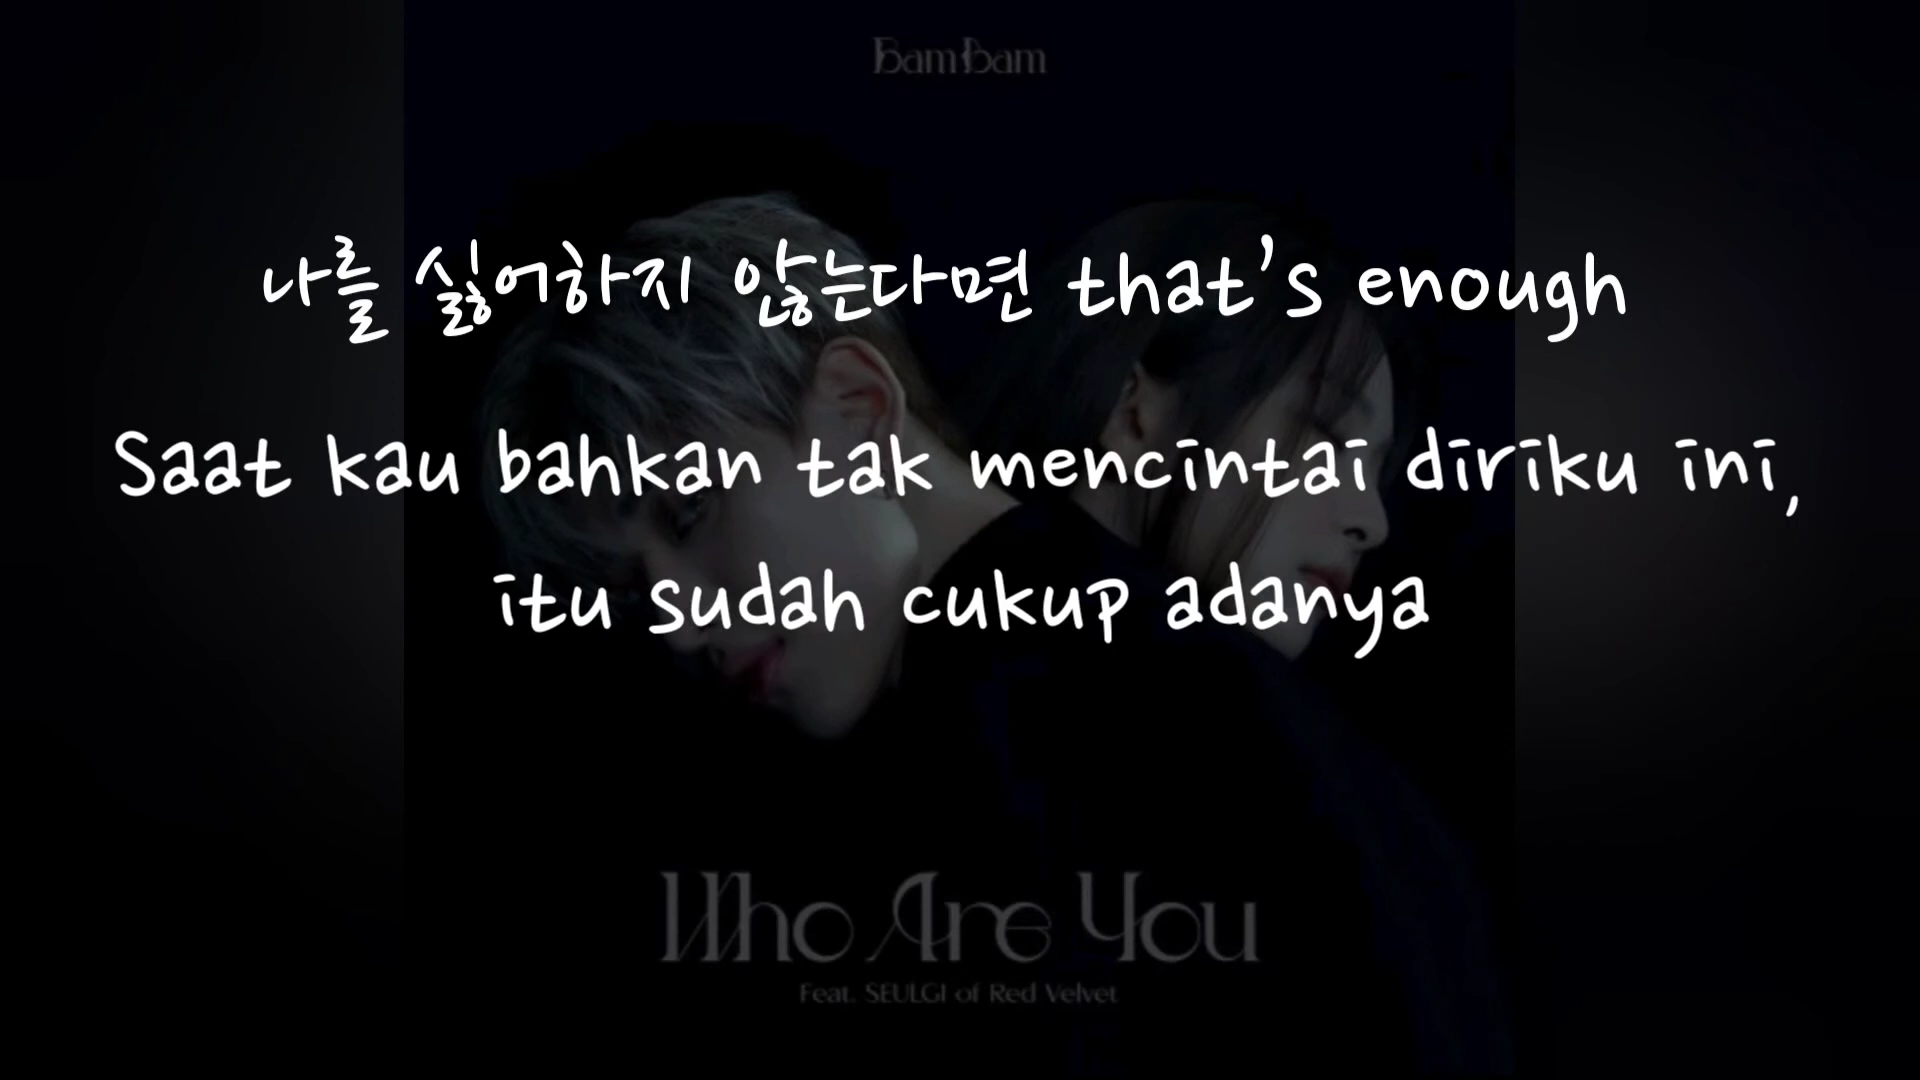 BamBam
나를 싫어하지 않는다면 that's enough
Saat kau bahkan tak mencintai diriku ini,
itu sudah cukup adanya
Who Are You
Feat. SEULGI of Red Velvet